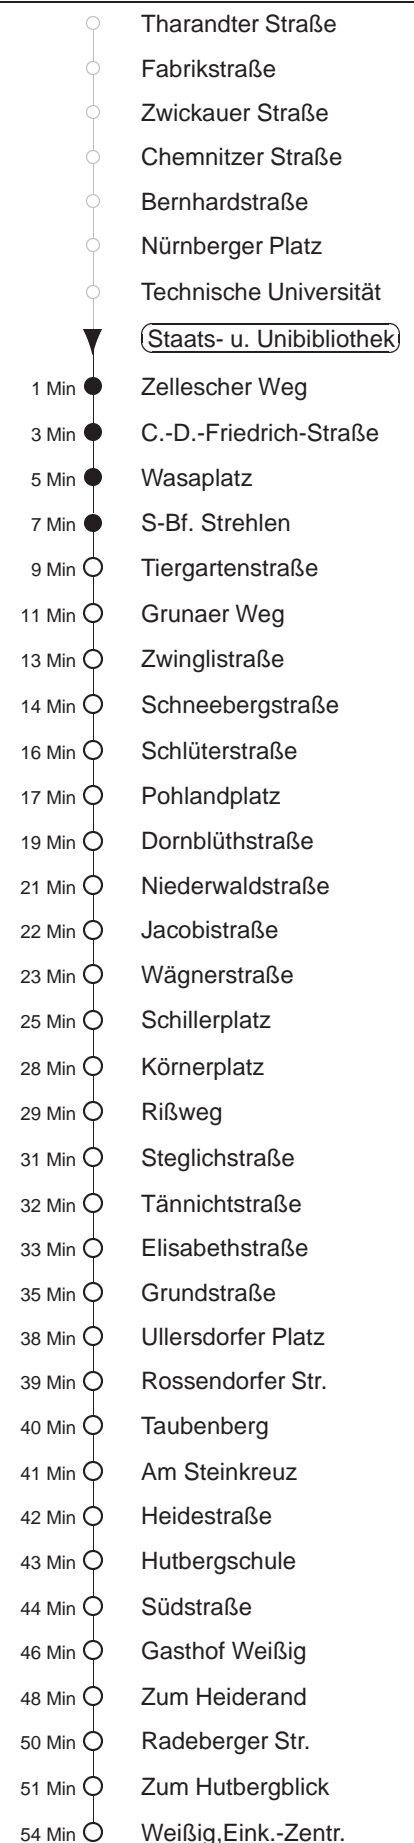 Tharandter Straße
Fabrikstraße
Zwickauer Straße
Chemnitzer Straße
Bernhardstraße
Nürnberger Platz
Technische Universität
Staats- u. Unibibliothek
1 Min Zellescher Weg
3 Min C.-D.-Friedrich-Straße
5 Min Wasaplatz
7 Min S-Bf. Strehlen
9 Min Tiergartenstraße
11 Min Grunaer Weg
13 Min Zwinglistraße
14 Min Schneebergstraße
16 Min Schlüterstraße
17 Min Pohlandplatz
19 Min Dornblüthstraße
21 Min Niederwaldstraße
22 Min Jacobistraße
23 Min Wägnerstraße
25 Min Schillerplatz
28 Min Körnerplatz
29 Min Rißweg
31 Min Steglichstraße
32 Min Tännichtstraße
33 Min Elisabethstraße
35 Min Grundstraße
38 Min Ullersdorfer Platz
39 Min Rossendorfer Str.
40 Min Taubenberg
41 Min Am Steinkreuz
42 Min Heidestraße
43 Min Hutbergschule
44 Min Südstraße
46 Min Gasthof Weißig
48 Min Zum Heiderand
50 Min Radeberger Str.
51 Min Zum Hutbergblick
54 Min Weißig,Eink.-Zentr.